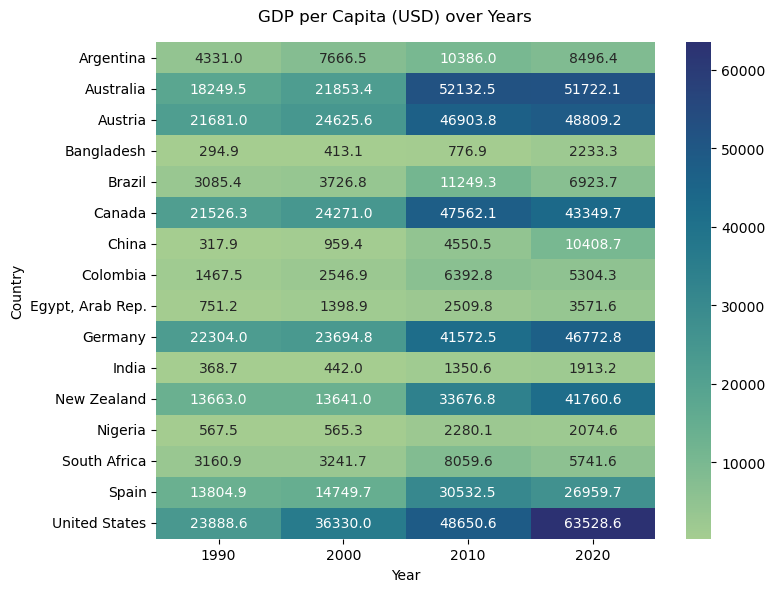 GDP per Capita (USD) over Years
Argentina 4331.0 7666.5 10386.0 8496.4
Australia 18249.5 21853.4 52132.5 51722.1
Austria 21681.0 24625.6 46903.8 48809.2
Bangladesh 294.9 413.1 776.9 2233.3
Brazil 3085.4 3726.8 11249.3 6923.7
Canada 21526.3 24271.0 47562.1 43349.7
China 317.9 959.4 4550.5 10408.7
Colombia 1467.5 2546.9 6392.8 5304.3
Egypt, Arab Rep. 751.2 1398.9 2509.8 3571.6
Germany 22304.0 23694.8 41572.5 46772.8
India 368.7 442.0 1350.6 1913.2
New Zealand 13663.0 13641.0 33676.8 41760.6
Nigeria 567.5 565.3 2280.1 2074.6
South Africa 3160.9 3241.7 8059.6 5741.6
Spain 13804.9 14749.7 30532.5 26959.7
United States 23888.6 36330.0 48650.6 63528.6
1990 2000 2010 2020
Year
Country
60000
50000
40000
30000
20000
10000